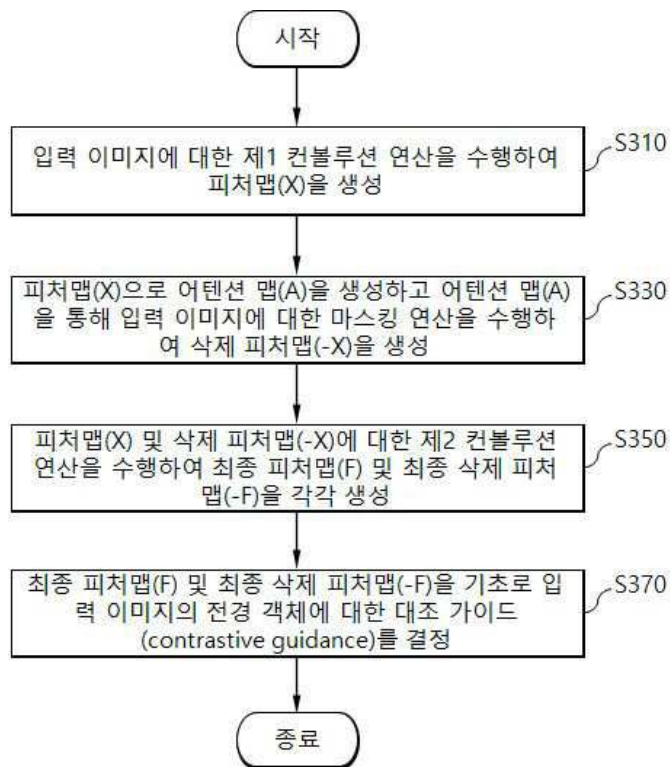 시작
입력 이미지에 대한 제1 컨볼루션 연산을 수행하여
피처맵(X)을 생성
S310
피처맵(X)으로 어텐션 맵(A)을 생성하고 어텐션 맵(A)
을 통해 입력 이미지에 대한 마스킹 연산을 수행하
여 삭제 피처맵(-X)을 생성
S330
피처맵(X) 및 삭제 피처맵(-X)에 대한 제2 컨볼루션
연산을 수행하여 최종 피처맵(F) 및 최종 삭제 피처
맵(-F)을 각각 생성
S350
최종 피처맵(F) 및 최종 삭제 피처맵(-F)을 기초로 입
력 이미지의 전경 객체에 대한 대조 가이드
(contrastive guidance)를 결정
S370
종료